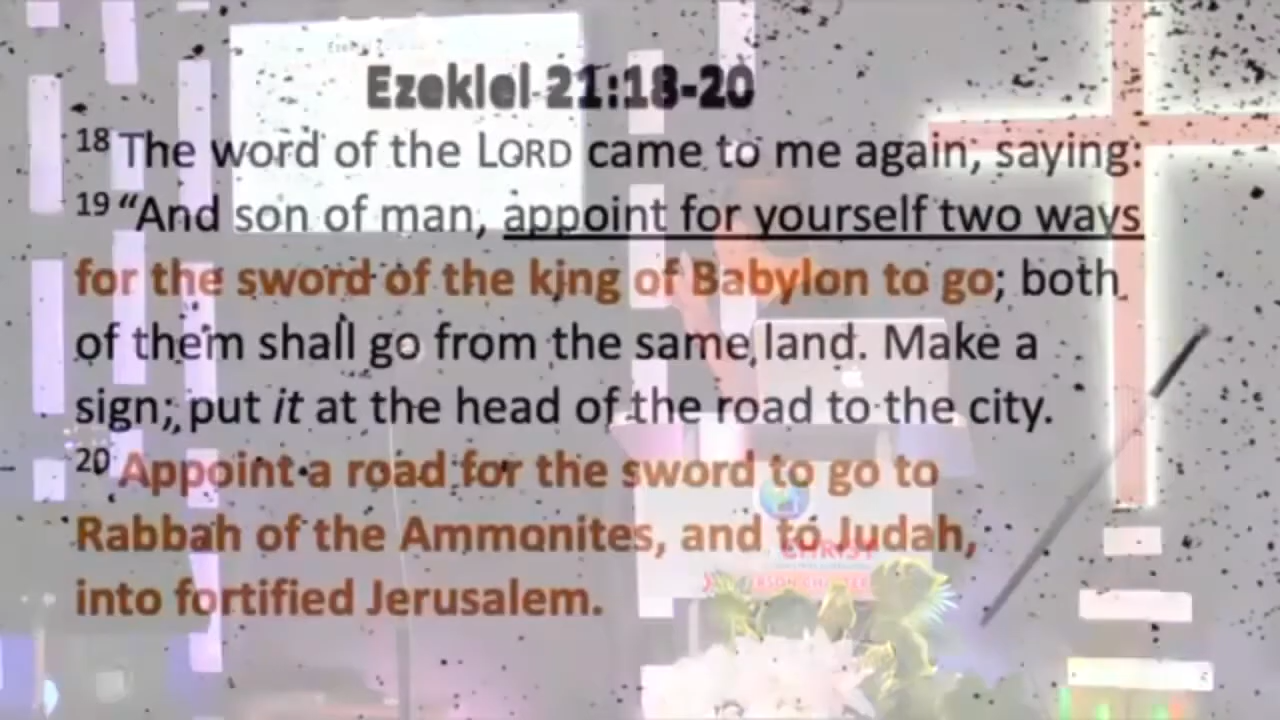 Ezekiel 21:18-20
18 The word of the LORD came to me again, saying:
19 “And son of man, appoint for yourself two ways
for the sword of the king of Babylon to go; both
of them shall go from the same land. Make a
sign; put it at the head of the road to the city.
20 Appoint a road for the sword to go to
Rabbah of the Ammonites, and to Judah,
into fortified Jerusalem.
CHRIST